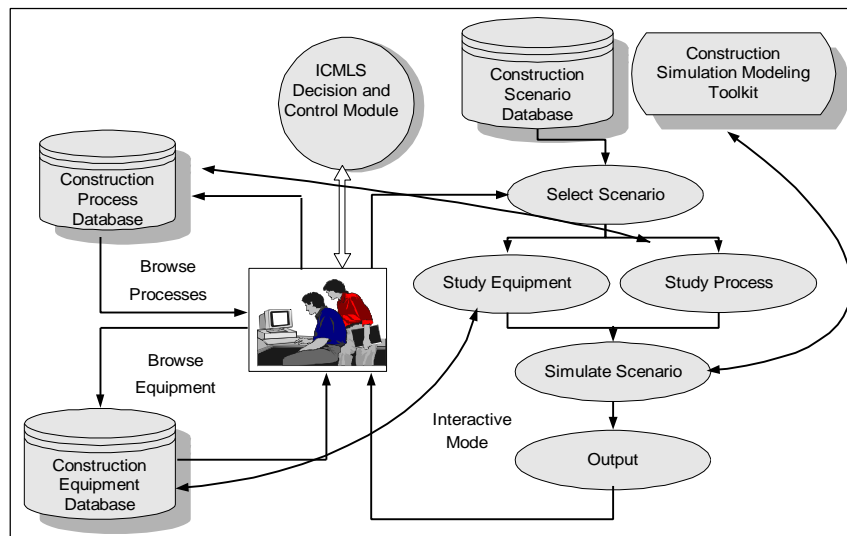 ICMLS
Decision and
Control Module
Construction
Scenario
Database
Construction
Simulation Modeling
Toolkit
Construction
Process
Database
Select Scenario
Browse
Processes
Study Equipment
Study Process
Browse
Equipment
Simulate Scenario
Interactive
Mode
Construction
Equipment
Database
Output